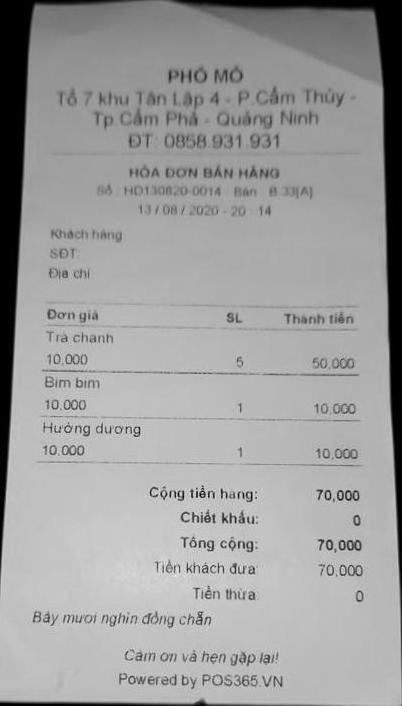 PHỐ MỎ
Tổ 7 khu Tân Lập 4 - P.Cẩm Thủy -
Tp.Cẩm Phả - Quảng Ninh
ĐT: 0858.931.931
HÓA ĐƠN BÁN HÀNG
Số : HD130820-0014 - Bàn : B 33[A]
13 / 08 / 2020 - 20 : 14
Khách hàng
SĐT:
Địa chỉ
Đơn giá SL Thành tiền
Trà chanh
10,000 5 50,000
Bim bim
10,000 1 10,000
Hướng dương
10,000 1 10,000
Cộng tiền hàng: 70,000
Chiết khấu: 0
Tổng cộng: 70,000
Tiền khách đưa: 70,000
Tiền thừa: 0
Bảy mươi nghìn đồng chẵn
Cảm ơn và hẹn gặp lại!
Powered by POS365.VN